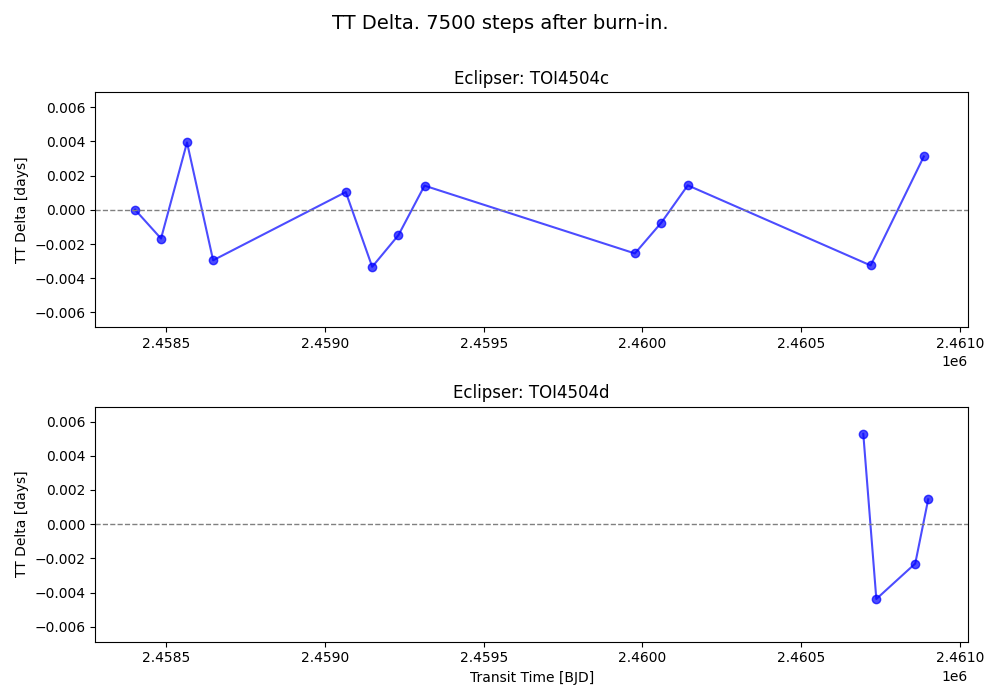 TT Delta. 7500 steps after burn-in.
Eclipser: TOI4504c
TT Delta [days]
0.006
0.004
0.002
0.000
−0.002
−0.004
−0.006
2.4585 2.4590 2.4595 2.4600 2.4605 2.4610
1e6
Eclipser: TOI4504d
TT Delta [days]
0.006
0.004
0.002
0.000
−0.002
−0.004
−0.006
2.4585 2.4590 2.4595 2.4600 2.4605 2.4610
1e6
Transit Time [BJD]